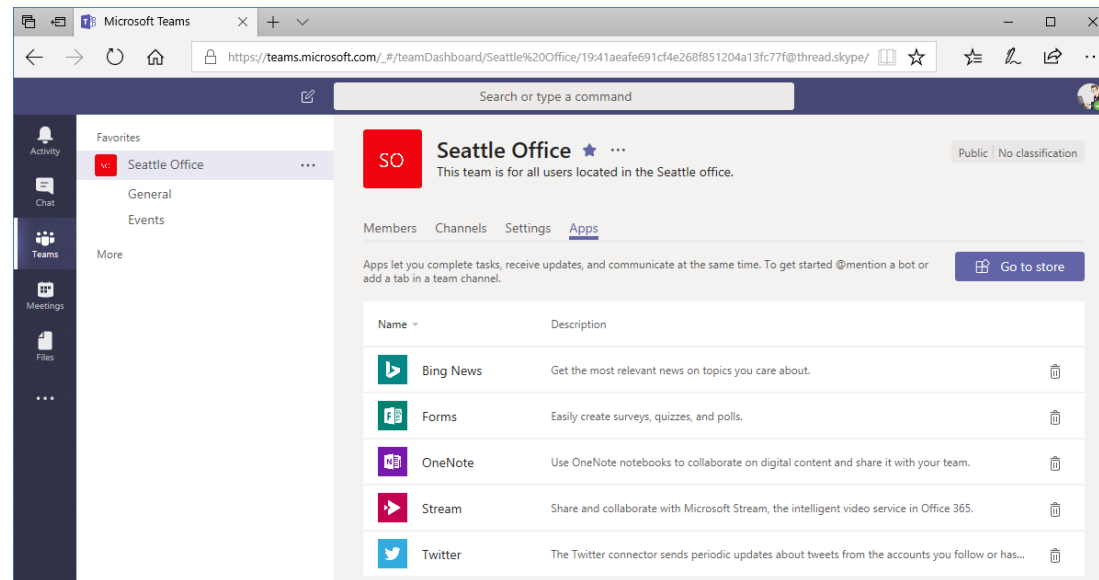 Microsoft Teams
https://teams.microsoft.com/_#/teamDashboard/Seattle%20Office/19:41aeafe691cf4e268f851204a13fc77f@thread.skype/
Search or type a command
Activity
Chat
Teams
Meetings
Files
Favorites
SO Seattle Office
General
Events
More
SO
Seattle Office
This team is for all users located in the Seattle office.
Public No classification
Members Channels Settings Apps
Apps let you complete tasks, receive updates, and communicate at the same time. To get started @mention a bot or
add a tab in a team channel.
Go to store
Name Description
Bing News Get the most relevant news on topics you care about.
Forms Easily create surveys, quizzes, and polls.
OneNote Use OneNote notebooks to collaborate on digital content and share it with your team.
Stream Share and collaborate with Microsoft Stream, the intelligent video service in Office 365.
Twitter The Twitter connector sends periodic updates about tweets from the accounts you follow or has...